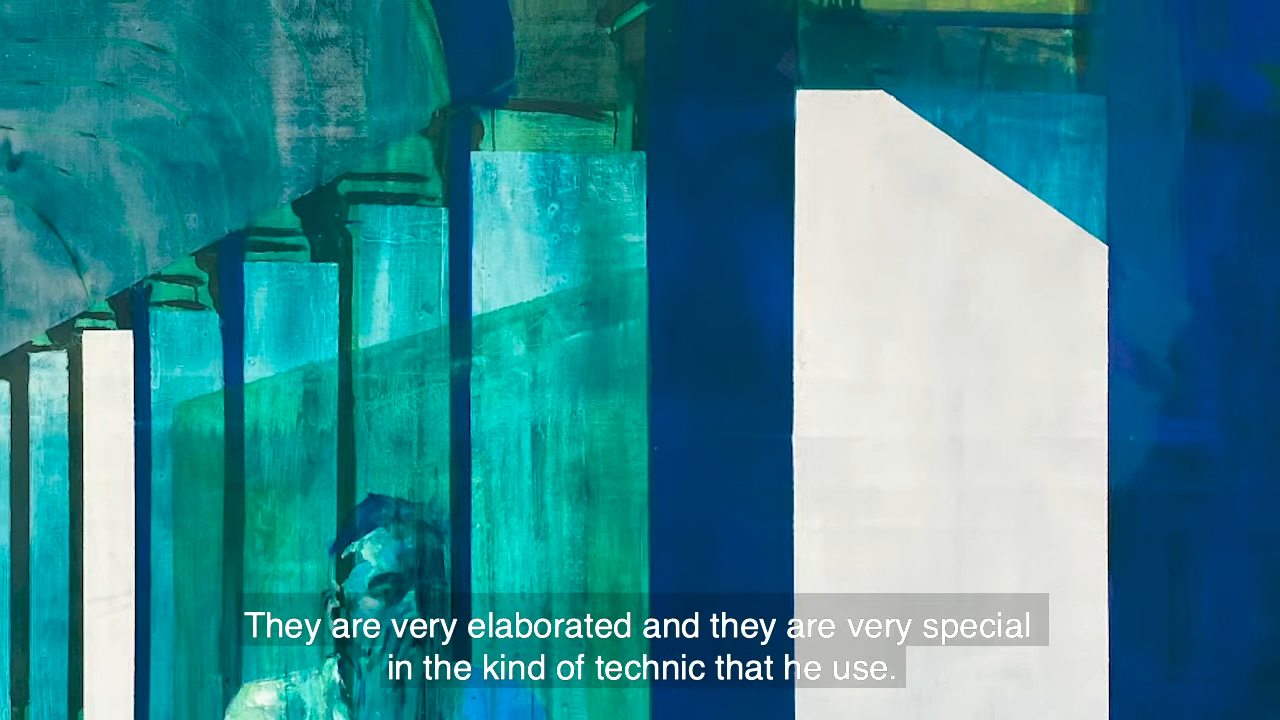 They are very elaborated and they are very special
in the kind of technic that he use.